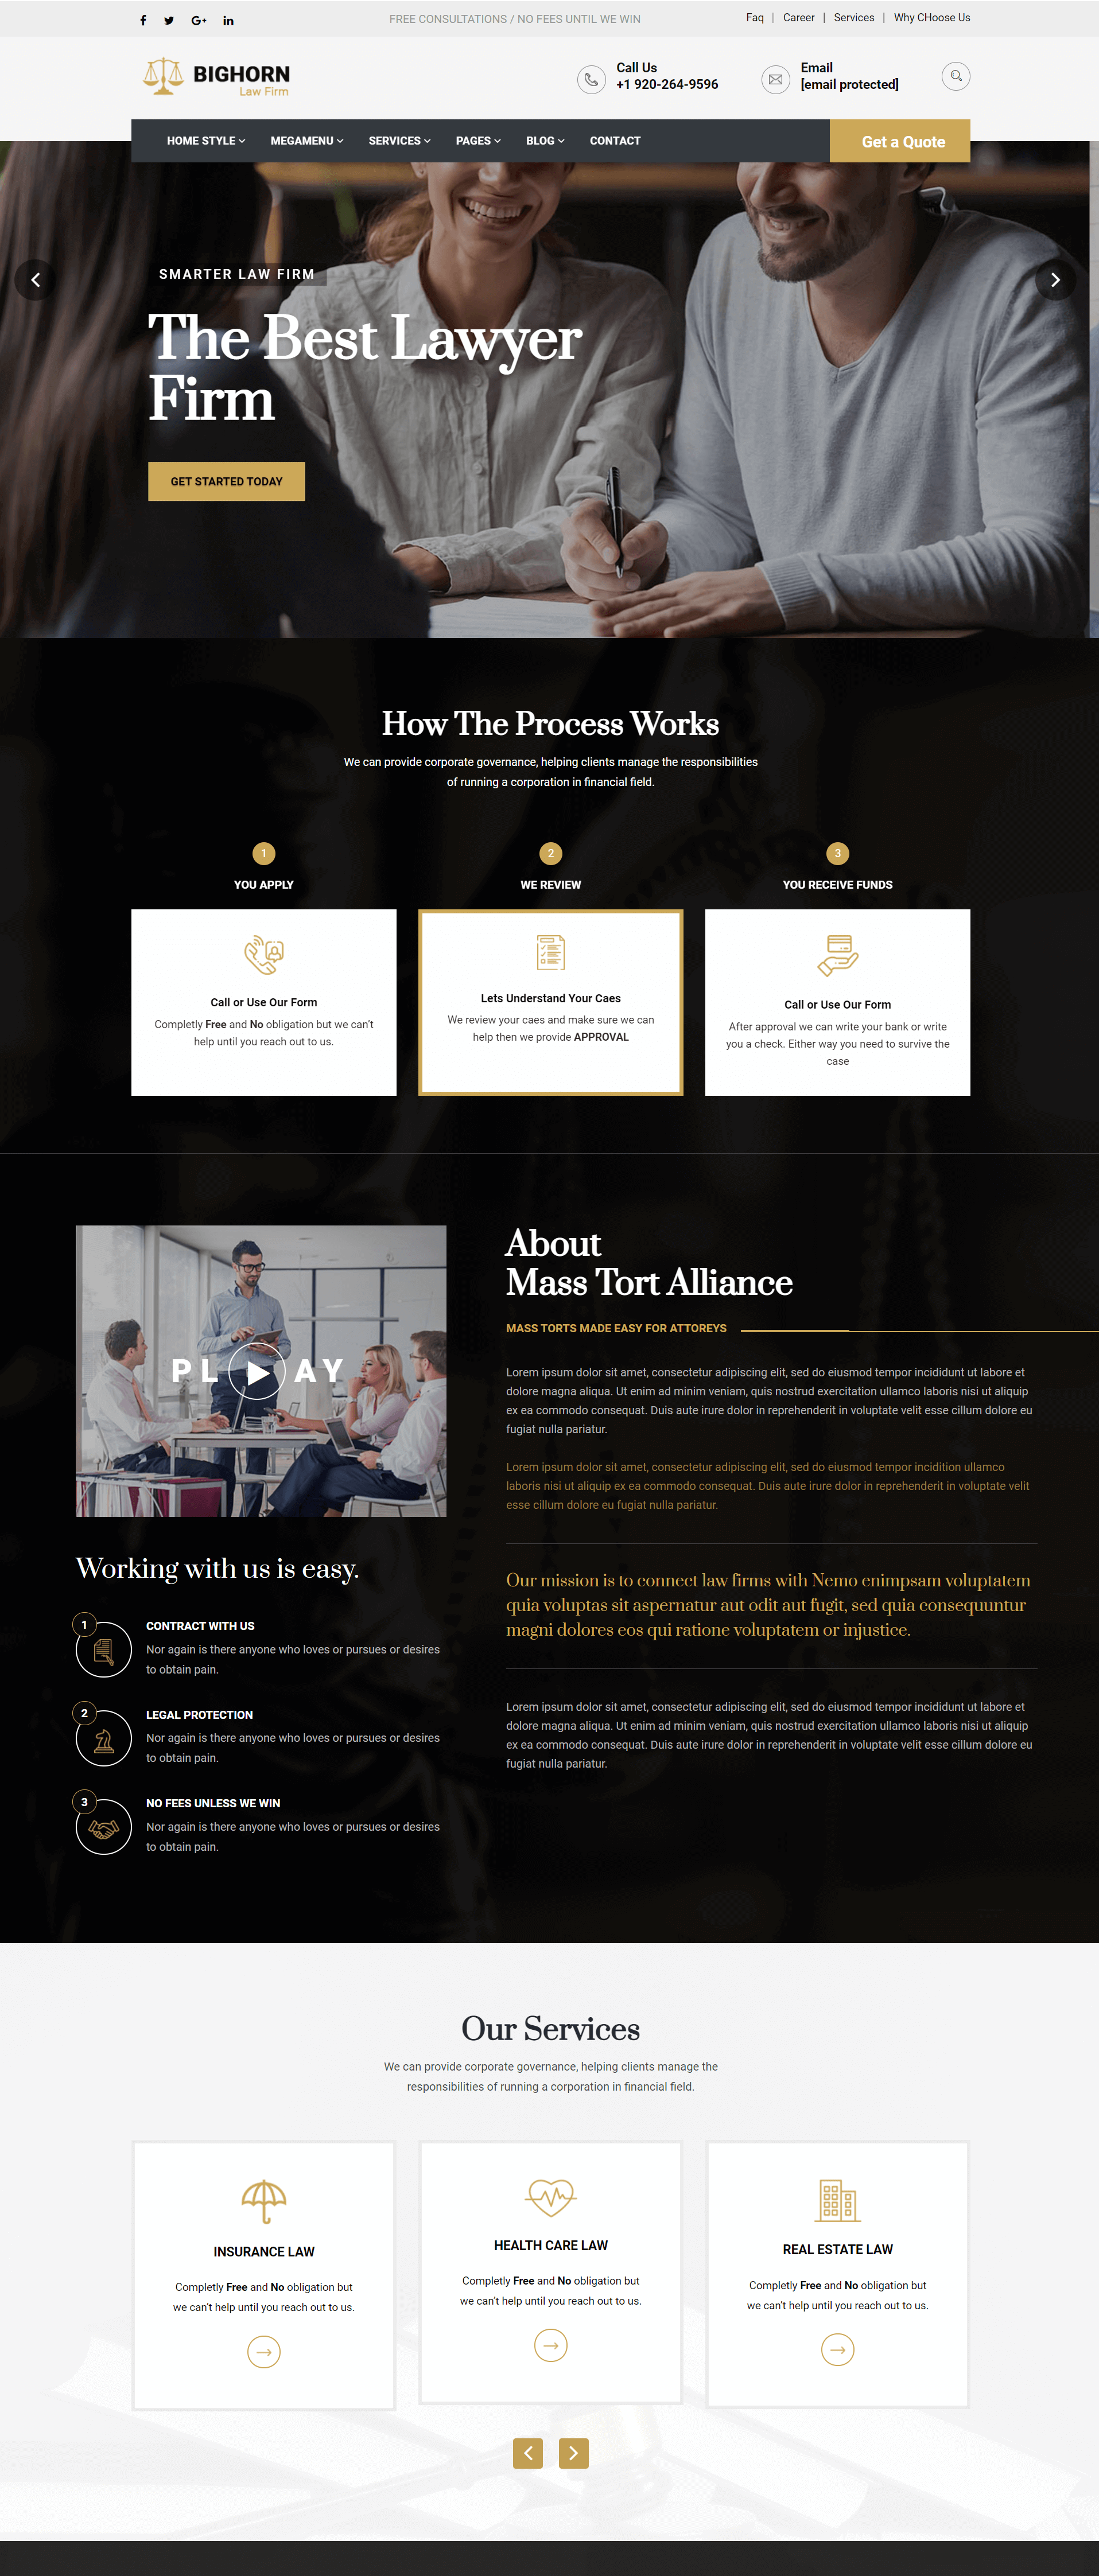 FREE CONSULTATIONS / NO FEES UNTIL WE WIN
Faq | Career | Services | Why CHoose Us
BIGHORN
Law Firm
Call Us
+1 920-264-9596
Email
[email protected]
HOME STYLE
MEGAMENU
SERVICES
PAGES
BLOG
CONTACT
Get a Quote
SMARTER LAW FIRM
The Best Lawyer
Firm
GET STARTED TODAY
How The Process Works
We can provide corporate governance, helping clients manage the responsibilities
of running a corporation in financial field.
1
YOU APPLY
Call or Use Our Form
Completly Free and No obligation but we can't
help until you reach out to us.
2
WE REVIEW
Lets Understand Your Caes
We review your caes and make sure we can
help then we provide APPROVAL
3
YOU RECEIVE FUNDS
Call or Use Our Form
After approval we can write your bank or write
you a check. Either way you need to survive the
case
PLAY
Working with us is easy.
1
CONTRACT WITH US
Nor again is there anyone who loves or pursues or desires
to obtain pain.
2
LEGAL PROTECTION
Nor again is there anyone who loves or pursues or desires
to obtain pain.
3
NO FEES UNLESS WE WIN
Nor again is there anyone who loves or pursues or desires
to obtain pain.
About
Mass Tort Alliance
MASS TORTS MADE EASY FOR ATTOREYS
Lorem ipsum dolor sit amet, consectetur adipiscing elit, sed do eiusmod tempor incididunt ut labore et
dolore magna aliqua. Ut enim ad minim veniam, quis nostrud exercitation ullamco laboris nisi ut aliquip
ex ea commodo consequat. Duis aute irure dolor in reprehenderit in voluptate velit esse cillum dolore eu
fugiat nulla pariatur.
Lorem ipsum dolor sit amet, consectetur adipiscing elit, sed do eiusmod tempor incidition ullamco
laboris nisi ut aliquip ex ea commodo consequat. Duis aute irure dolor in reprehenderit in voluptate velit
esse cillum dolore eu fugiat nulla pariatur.
Our mission is to connect law firms with Nemo enimpsam voluptatem
quia voluptas sit aspernatur aut odit aut fugit, sed quia consequuntur
magni dolores eos qui ratione voluptatem or injustice.
Lorem ipsum dolor sit amet, consectetur adipiscing elit, sed do eiusmod tempor incididunt ut labore et
dolore magna aliqua. Ut enim ad minim veniam, quis nostrud exercitation ullamco laboris nisi ut aliquip
ex ea commodo consequat. Duis aute irure dolor in reprehenderit in voluptate velit esse cillum dolore eu
fugiat nulla pariatur.
Our Services
We can provide corporate governance, helping clients manage the
responsibilities of running a corporation in financial field.
INSURANCE LAW
Completly Free and No obligation but
we can't help until you reach out to us.
HEALTH CARE LAW
Completly Free and No obligation but
we can't help until you reach out to us.
REAL ESTATE LAW
Completly Free and No obligation but
we can't help until you reach out to us.